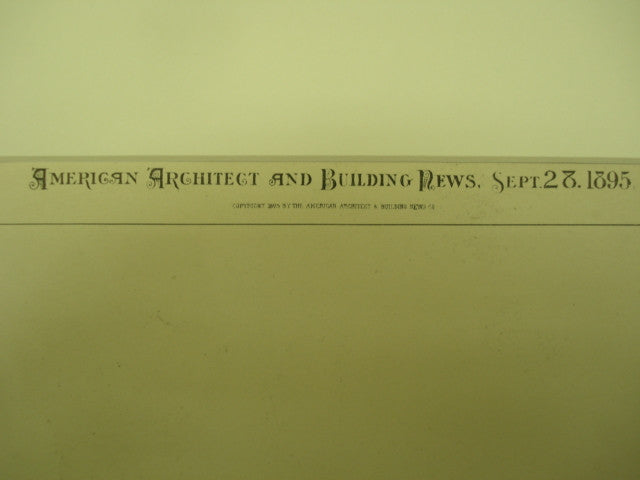 American Architect and Building News, Sept. 28. 1895
COPYRIGHT 1895 BY THE AMERICAN ARCHITECT & BUILDING NEWS CO